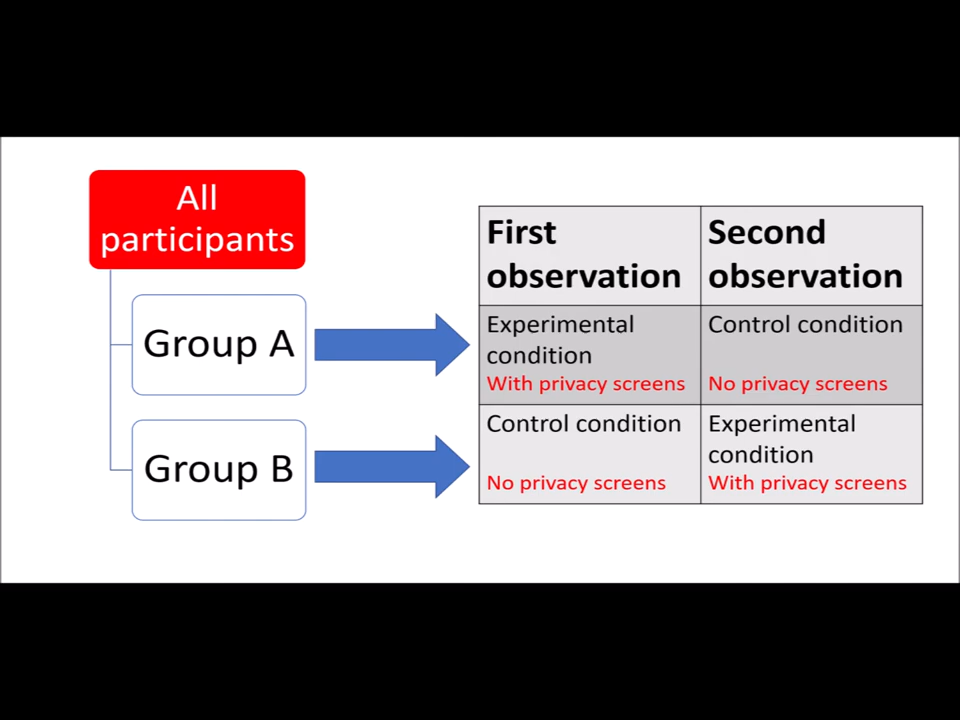 All
participants
Group A
Group B
First
observation
Second
observation
Experimental
condition
With privacy screens
Control condition
No privacy screens
Control condition
No privacy screens
Experimental
condition
With privacy screens